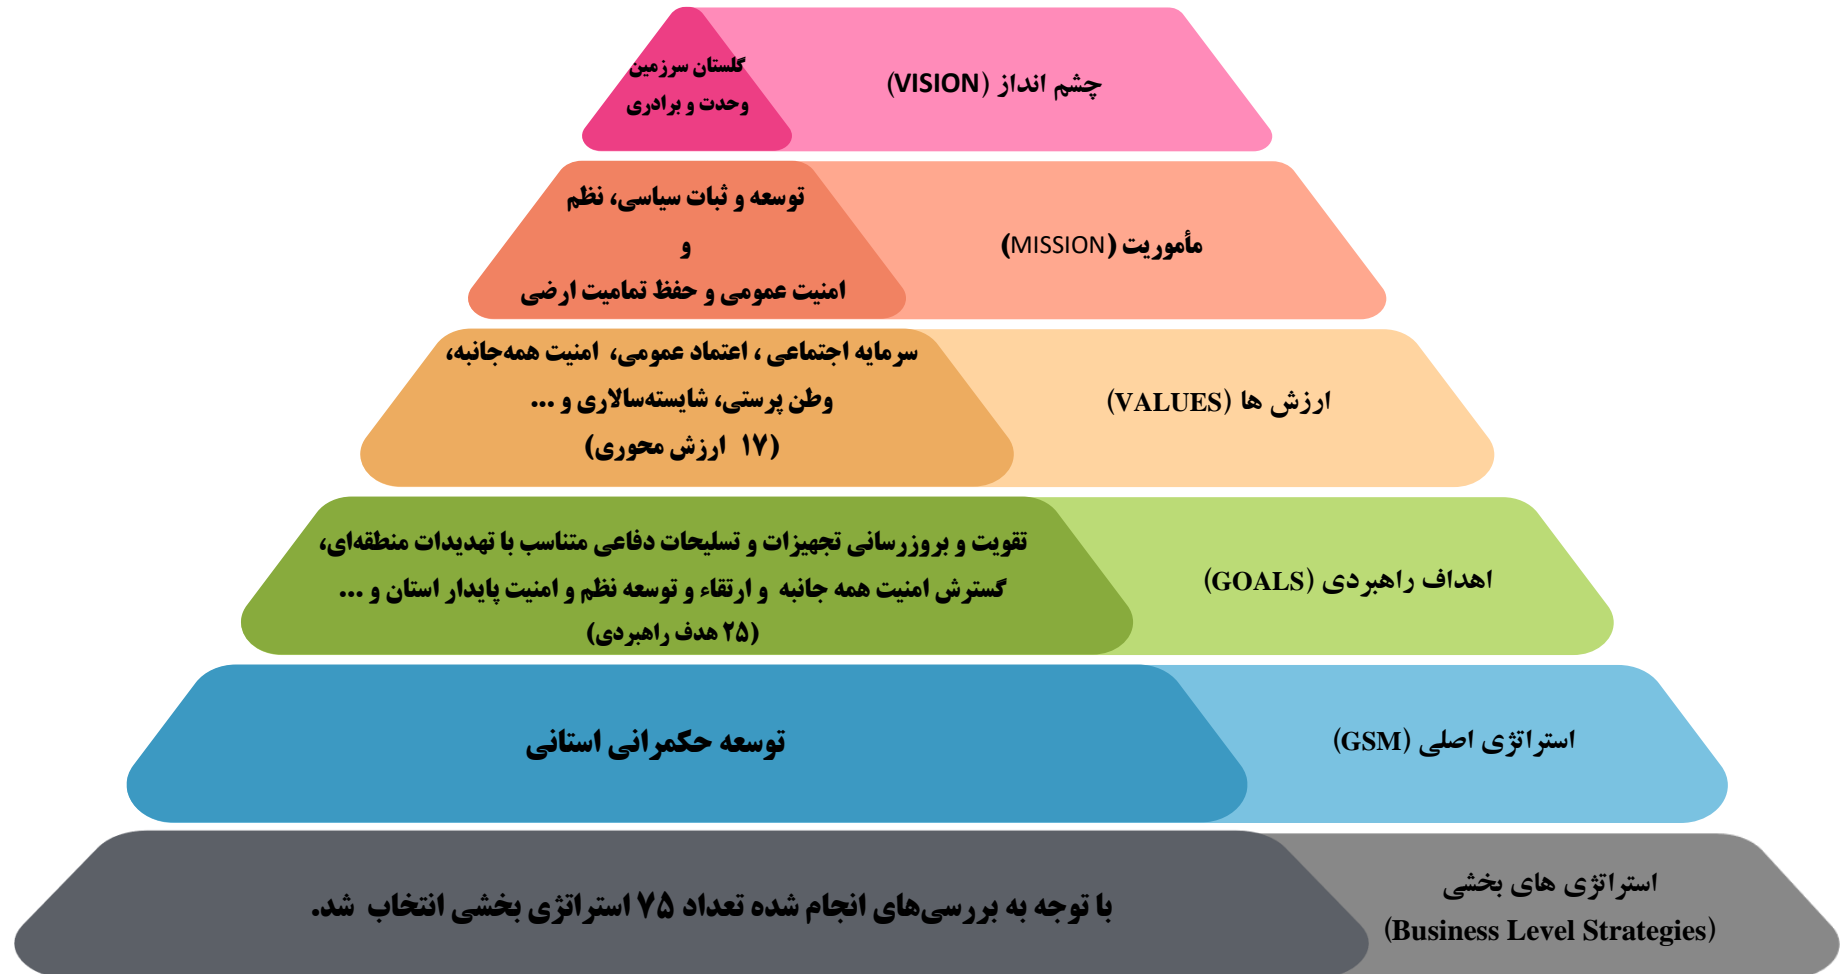 چشم انداز (VISION)
گلستان سرزمین
وحدت و برادری
مأموریت (MISSION)
توسعه و ثبات سیاسی، نظم
و
امنیت عمومی و حفظ تمامیت ارضی
ارزش ها (VALUES)
سرمایه اجتماعی ، اعتماد عمومی، امنیت همه‌جانبه،
وطن پرستی، شایسته‌سالاری و ...
(۱۷ ارزش محوری)
اهداف راهبردی (GOALS)
تقویت و بروزرسانی تجهیزات و تسلیحات دفاعی متناسب با تهدیدات منطقه‌ای،
گسترش امنیت همه جانبه و ارتقاء و توسعه نظم و امنیت پایدار استان و ...
(۲۵ هدف راهبردی)
استراتژی اصلی (GSM)
توسعه حکمرانی استانی
استراتژی های بخشی
(Business Level Strategies)
با توجه به بررسی‌های انجام شده تعداد ۷۵ استراتژی بخشی انتخاب شد.